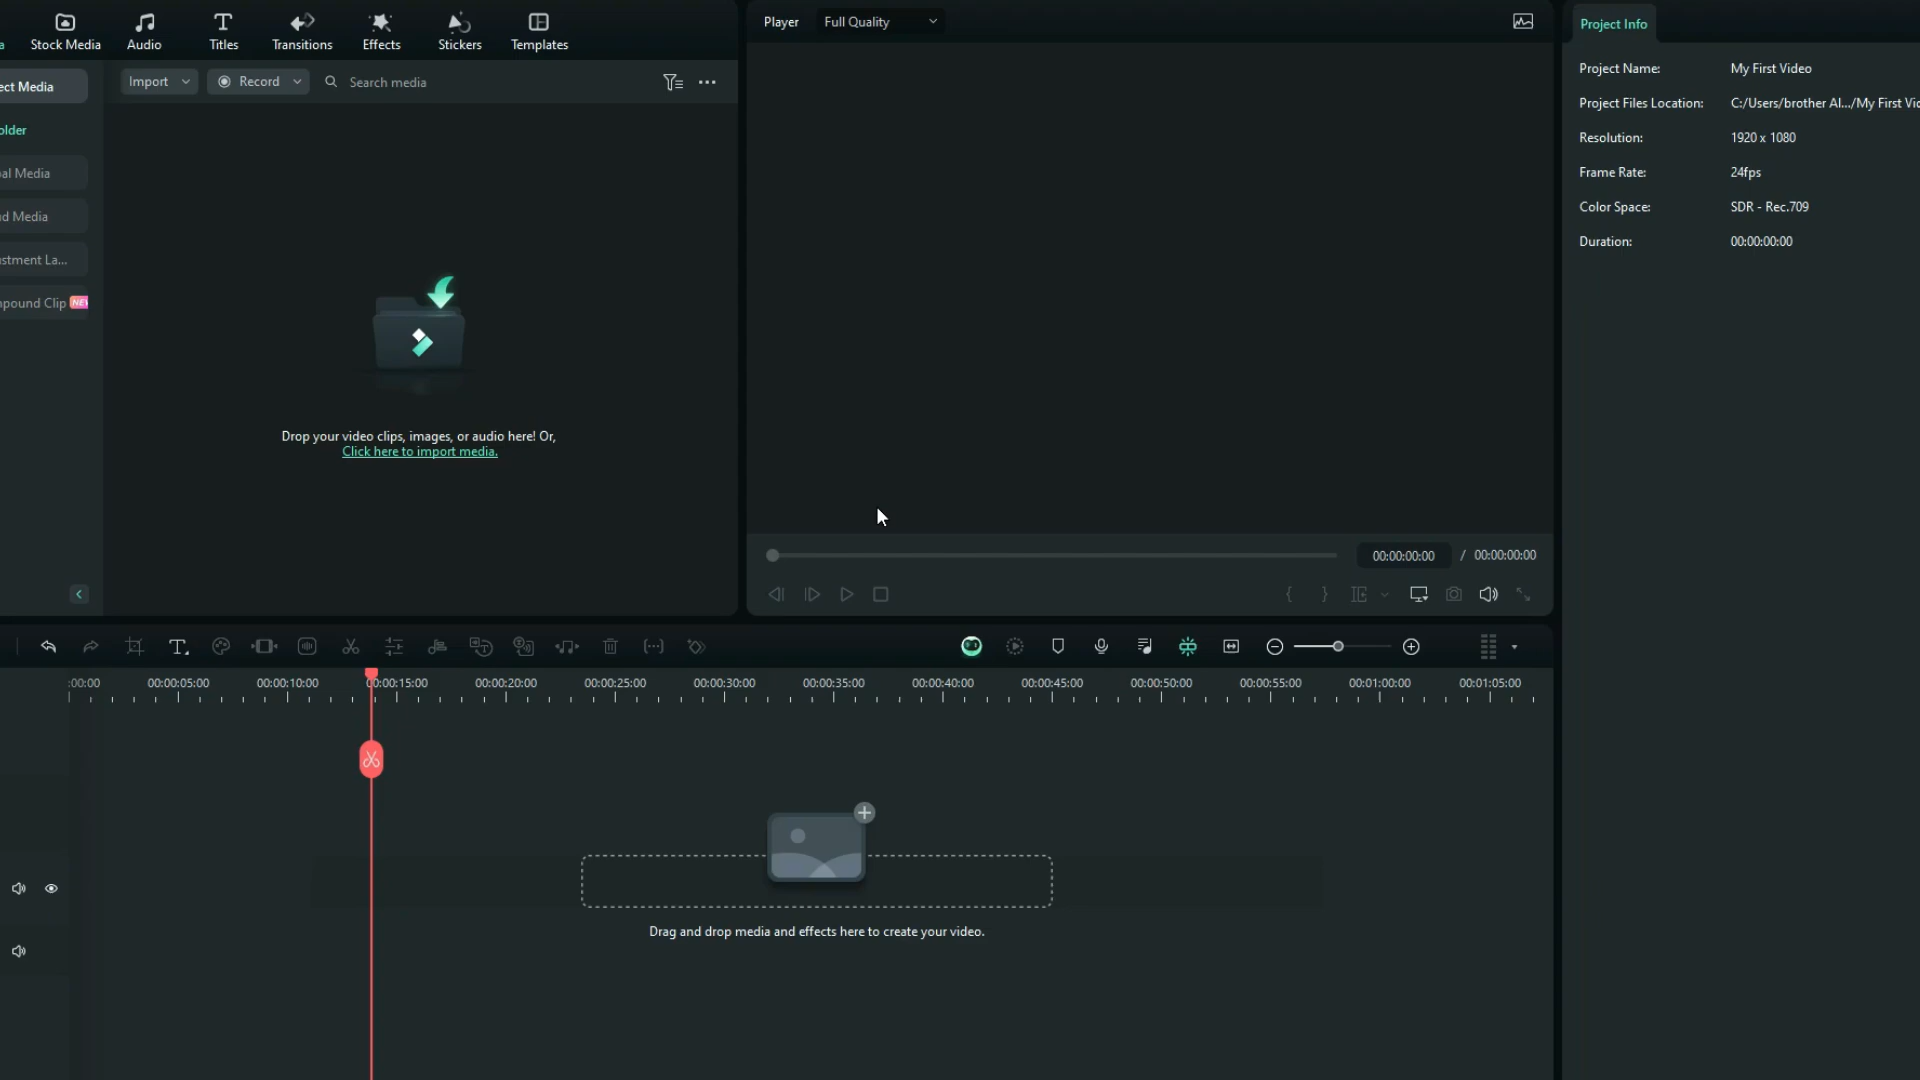 Stock Media
Audio
Titles
Transitions
Effects
Stickers
Templates
Player
Full Quality
Project Info
ect Media
Import
Record
Search media
older
al Media
d Media
stment La...
pound Clip NEW
Drop your video clips, images, or audio here! Or,
Click here to import media.
Project Name: My First Video
Project Files Location: C:/Users/brother Al.../My First Vic
Resolution: 1920 x 1080
Frame Rate: 24fps
Color Space: SDR - Rec.709
Duration: 00:00:00:00
00:00:00:00 / 00:00:00:00
:00:00 00:00:05:00 00:00:10:00 00:00:15:00 00:00:20:00 00:00:25:00 00:00:30:00 00:00:35:00 00:00:40:00 00:00:45:00 00:00:50:00 00:00:55:00 00:01:00:00 00:01:05:00
Drag and drop media and effects here to create your video.